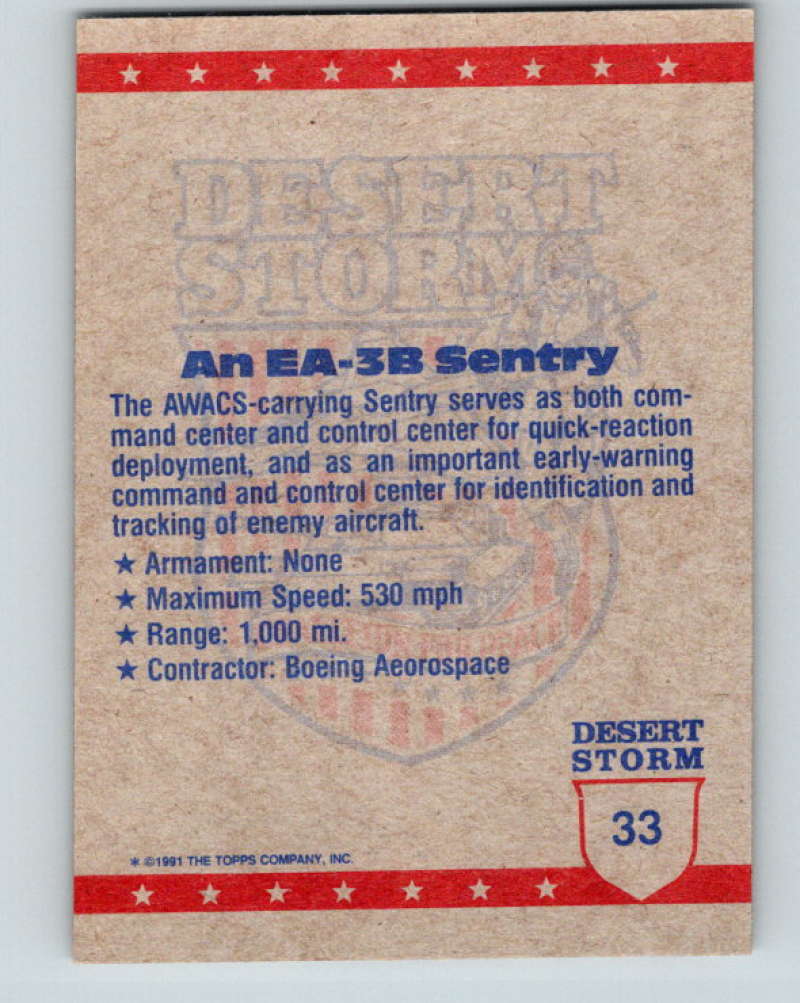 DESERT
STORM
An EA-3B Sentry
The AWACS-carrying Sentry serves as both com-
mand center and control center for quick-reaction
deployment, and as an important early-warning
command and control center for identification and
tracking of enemy aircraft.
★ Armament: None
★ Maximum Speed: 530 mph
★ Range: 1,000 mi.
★ Contractor: Boeing Aeorospace
DESERT
STORM
33
* ©1991 THE TOPPS COMPANY, INC.